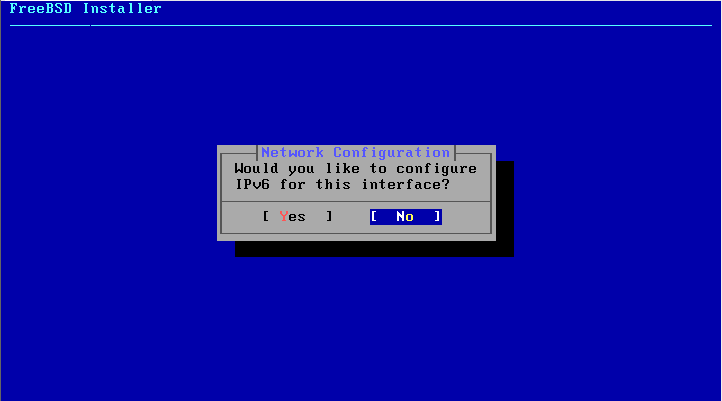 FreeBSD Installer
Network Configuration
Would you like to configure
IPv6 for this interface?
[ Yes ] [ No ]